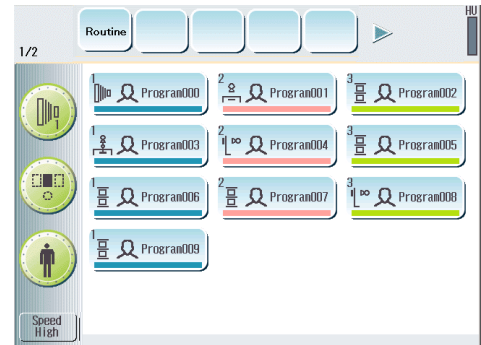 HU
Routine
1/2
1 Program000
2 Program001
3 Program002
1 Program003
2 Program004
3 Program005
1 Program006
2 Program007
3 Program008
1 Program009
1
Speed
High